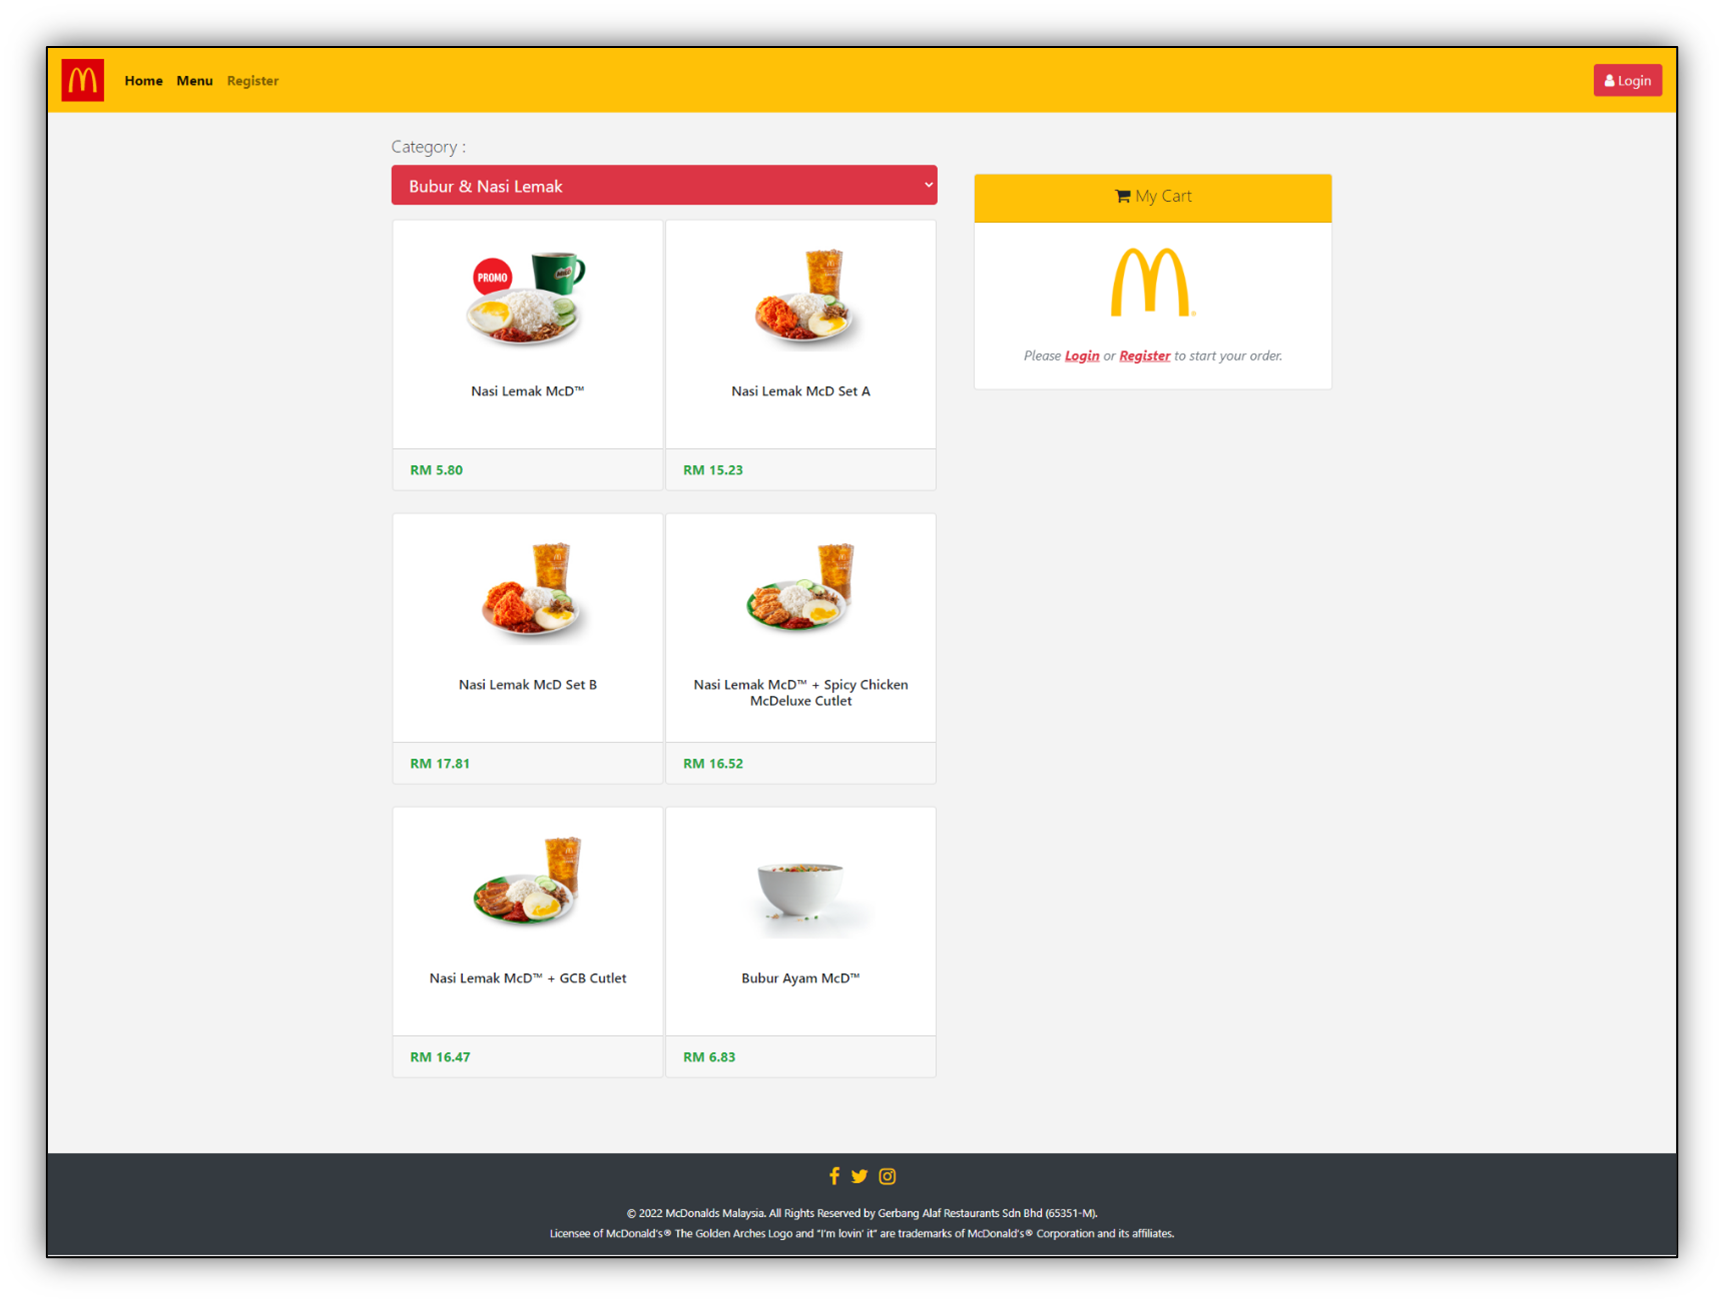 Home Menu Register
Login
Category :
Bubur & Nasi Lemak
My Cart
Please Login or Register to start your order.
PROMO
Nasi Lemak McD™
RM 5.80
Nasi Lemak McD Set A
RM 15.23
Nasi Lemak McD Set B
RM 17.81
Nasi Lemak McD™ + Spicy Chicken
McDeluxe Cutlet
RM 16.52
Nasi Lemak McD™ + GCB Cutlet
RM 16.47
Bubur Ayam McD™
RM 6.83
© 2022 McDonalds Malaysia. All Rights Reserved by Gerbang Alaf Restaurants Sdn Bhd (65351-M).
Licensee of McDonald's® The Golden Arches Logo and "I'm lovin' it" are trademarks of McDonald's® Corporation and its affiliates.